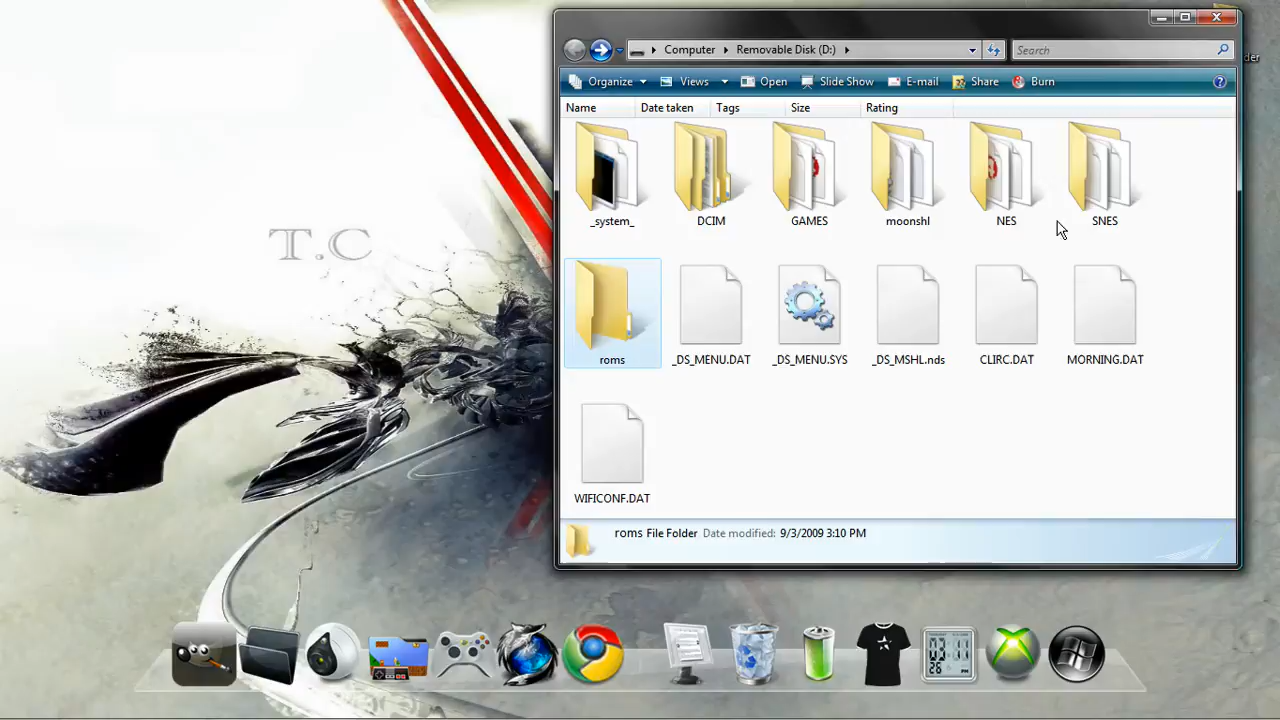 Computer Removable Disk (D:) Search
Organize Views Open Slide Show E-mail Share Burn
Name Date taken Tags Size Rating
_system_ DCIM GAMES moonshl NES SNES
roms _DS_MENU.DAT _DS_MENU.SYS _DS_MSHL.nds CLIRC.DAT MORNING.DAT
WIFICONF.DAT
roms File Folder Date modified: 9/3/2009 3:10 PM
T.C
der